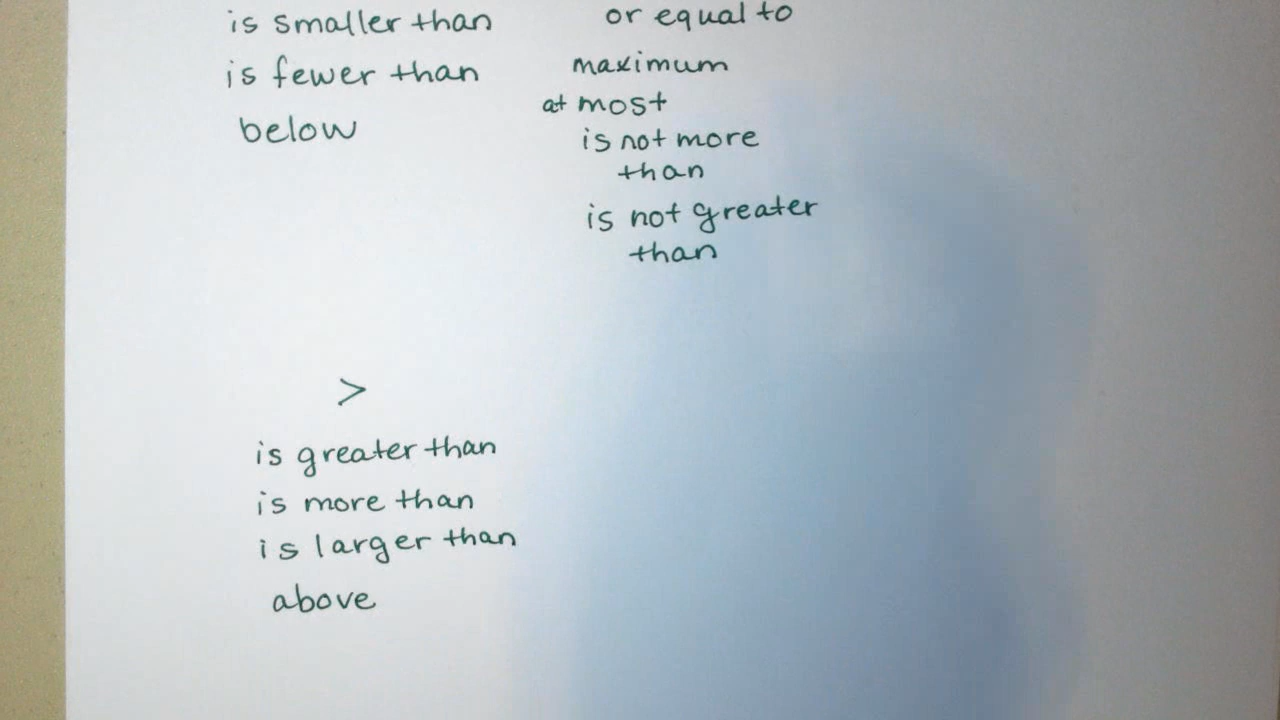 is smaller than
is fewer than
below
or equal to
maximum
at most
is not more
than
is not greater
than
>
is greater than
is more than
is larger than
above